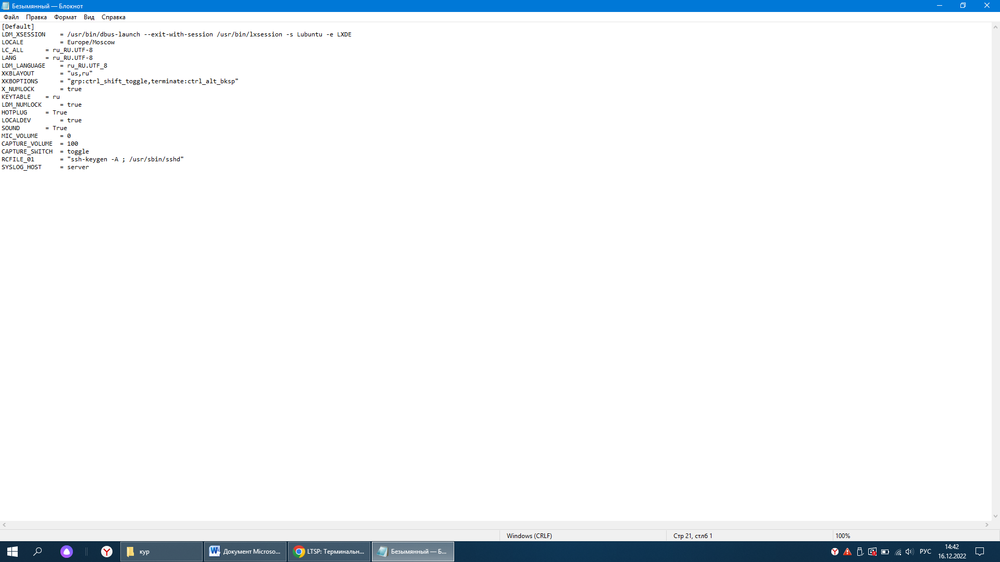 Безымянный — Блокнот
Файл Правка Формат Вид Справка
[Default]
LDM_XSESSION = /usr/bin/dbus-launch --exit-with-session /usr/bin/lxsession -s Lubuntu -e LXDE
LOCALE = Europe/Moscow
LC_ALL = ru_RU.UTF-8
LANG = ru_RU.UTF-8
LDM_LANGUAGE = ru_RU.UTF_8
XKBLAYOUT = "us,ru"
XKBOPTIONS = "grp:ctrl_shift_toggle,terminate:ctrl_alt_bksp"
X_NUMLOCK = true
KEYTABLE = ru
LDM_NUMLOCK = true
HOTPLUG = True
LOCALDEV = true
SOUND = True
MIC_VOLUME = 0
CAPTURE_VOLUME = 100
CAPTURE_SWITCH = toggle
RCFILE_01 = "ssh-keygen -A ; /usr/sbin/sshd"
SYSLOG_HOST = server
Windows (CRLF) Стр 21, стлб 1 100%
кур Документ Microso... LTSP: Терминальн... Безымянный — Б... РУС 14:42
16.12.2022